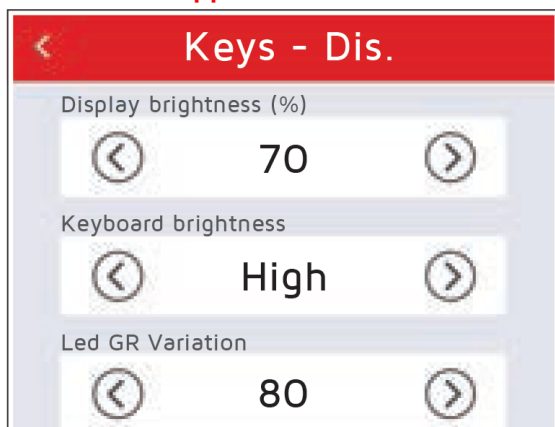 Keys - Dis.
Display brightness (%)
70
Keyboard brightness
High
Led GR Variation
80